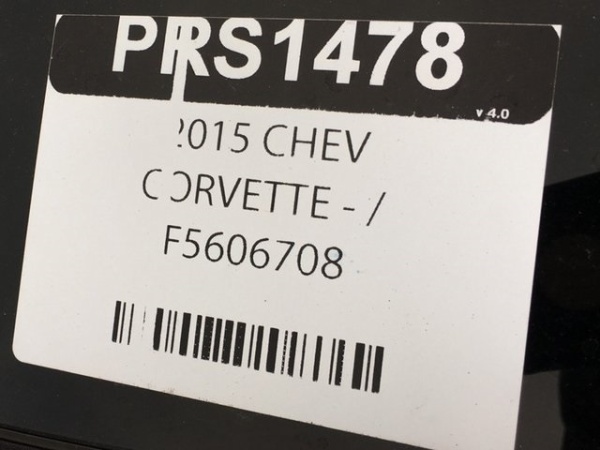 PRS1478
v 4.0
2015 CHEV
CORVETTE - /
F5606708